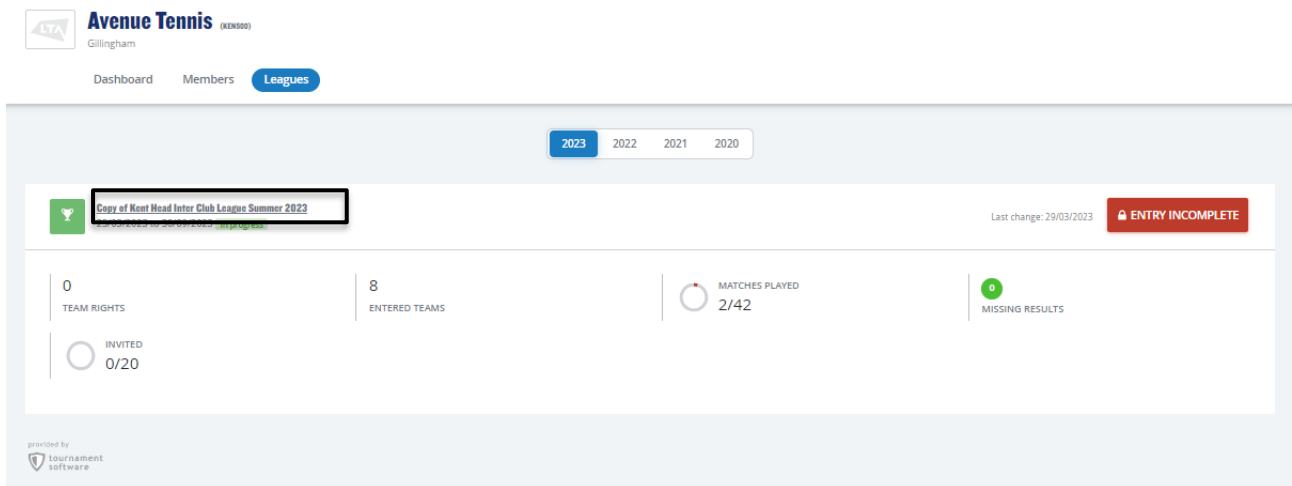 LTA
Avenue Tennis (KEN500)
Gillingham
Dashboard Members Leagues
2023 2022 2021 2020
Copy of Kent Head Inter Club League Summer 2023
In progress
Last change: 29/03/2023
ENTRY INCOMPLETE
0
TEAM RIGHTS
8
ENTERED TEAMS
MATCHES PLAYED
2/42
0
MISSING RESULTS
INVITED
0/20
provided by
tournament
software